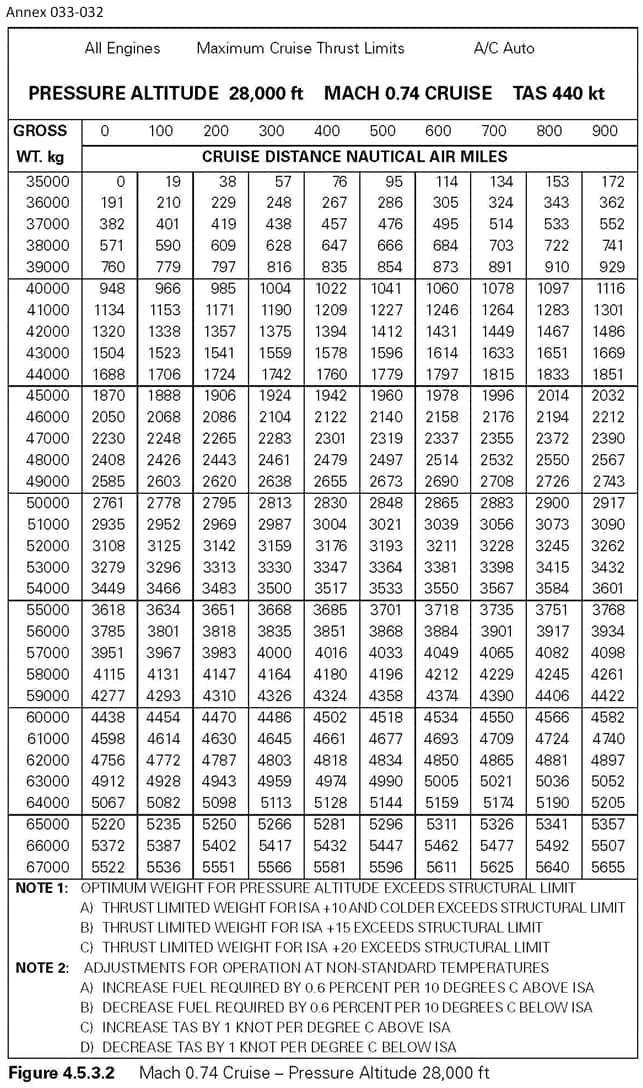 Annex 033-032
All Engines Maximum Cruise Thrust Limits A/C Auto
PRESSURE ALTITUDE 28,000 ft MACH 0.74 CRUISE TAS 440 kt
GROSS 0 100 200 300 400 500 600 700 800 900
WT. kg CRUISE DISTANCE NAUTICAL AIR MILES
35000 0 19 38 57 76 95 114 134 153 172
36000 191 210 229 248 267 286 305 324 343 362
37000 382 401 419 438 457 476 495 514 533 552
38000 571 590 609 628 647 666 684 703 722 741
39000 760 779 797 816 835 854 873 891 910 929
40000 948 966 985 1004 1022 1041 1060 1078 1097 1116
41000 1134 1153 1171 1190 1209 1227 1246 1264 1283 1301
42000 1320 1338 1357 1375 1394 1412 1431 1449 1467 1486
43000 1504 1523 1541 1559 1578 1596 1614 1633 1651 1669
44000 1688 1706 1724 1742 1760 1779 1797 1815 1833 1851
45000 1870 1888 1906 1924 1942 1960 1978 1996 2014 2032
46000 2050 2068 2086 2104 2122 2140 2158 2176 2194 2212
47000 2230 2248 2265 2283 2301 2319 2337 2355 2372 2390
48000 2408 2426 2443 2461 2479 2497 2514 2532 2550 2567
49000 2585 2603 2620 2638 2655 2673 2690 2708 2726 2743
50000 2761 2778 2795 2813 2830 2848 2865 2883 2900 2917
51000 2935 2952 2969 2987 3004 3021 3039 3056 3073 3090
52000 3108 3125 3142 3159 3176 3193 3211 3228 3245 3262
53000 3279 3296 3313 3330 3347 3364 3381 3398 3415 3432
54000 3449 3466 3483 3500 3517 3533 3550 3567 3584 3601
55000 3618 3634 3651 3668 3685 3701 3718 3735 3751 3768
56000 3785 3801 3818 3835 3851 3868 3884 3901 3917 3934
57000 3951 3967 3983 4000 4016 4033 4049 4065 4082 4098
58000 4115 4131 4147 4164 4180 4196 4212 4229 4245 4261
59000 4277 4293 4310 4326 4324 4358 4374 4390 4406 4422
60000 4438 4454 4470 4486 4502 4518 4534 4550 4566 4582
61000 4598 4614 4630 4645 4661 4677 4693 4709 4724 4740
62000 4756 4772 4787 4803 4818 4834 4850 4865 4881 4897
63000 4912 4928 4943 4959 4974 4990 5005 5021 5036 5052
64000 5067 5082 5098 5113 5128 5144 5159 5174 5190 5205
65000 5220 5235 5250 5266 5281 5296 5311 5326 5341 5357
66000 5372 5387 5402 5417 5432 5447 5462 5477 5492 5507
67000 5522 5536 5551 5566 5581 5596 5611 5625 5640 5655
NOTE 1: OPTIMUM WEIGHT FOR PRESSURE ALTITUDE EXCEEDS STRUCTURAL LIMIT
A) THRUST LIMITED WEIGHT FOR ISA +10 AND COLDER EXCEEDS STRUCTURAL LIMIT
B) THRUST LIMITED WEIGHT FOR ISA +15 EXCEEDS STRUCTURAL LIMIT
C) THRUST LIMITED WEIGHT FOR ISA +20 EXCEEDS STRUCTURAL LIMIT
NOTE 2: ADJUSTMENTS FOR OPERATION AT NON-STANDARD TEMPERATURES
A) INCREASE FUEL REQUIRED BY 0.6 PERCENT PER 10 DEGREES C ABOVE ISA
B) DECREASE FUEL REQUIRED BY 0.6 PERCENT PER 10 DEGREES C BELOW ISA
C) INCREASE TAS BY 1 KNOT PER DEGREE C ABOVE ISA
D) DECREASE TAS BY 1 KNOT PER DEGREE C BELOW ISA
Figure 4.5.3.2 Mach 0.74 Cruise – Pressure Altitude 28,000 ft